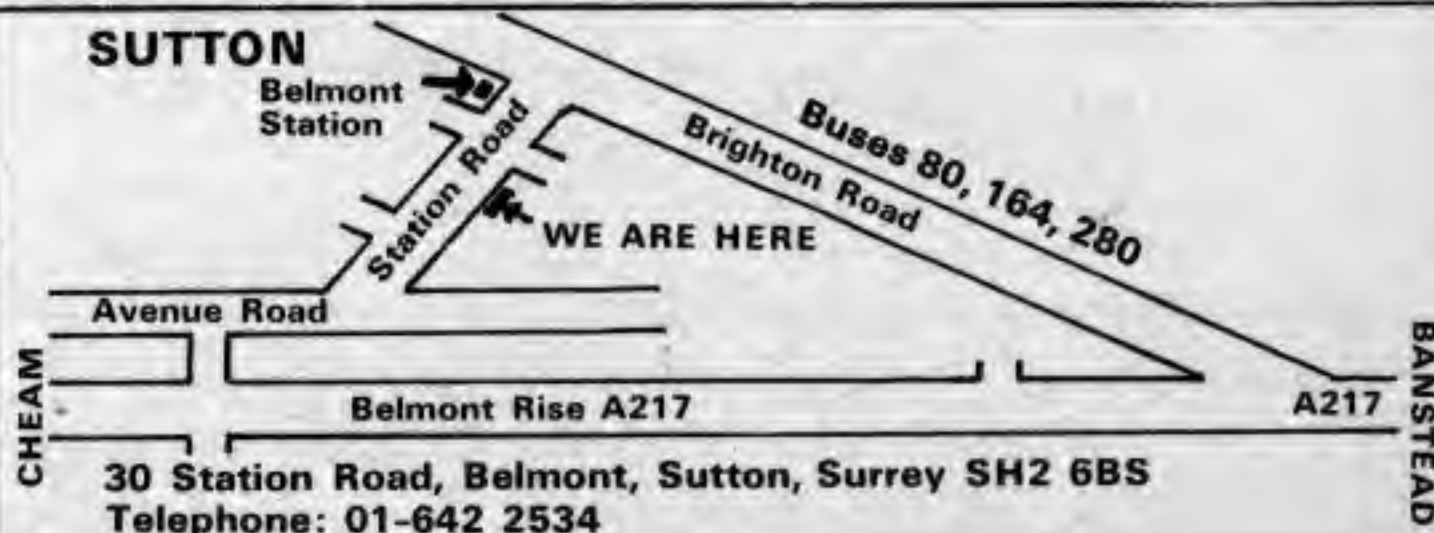 SUTTON
Belmont
Station
Station Road
Brighton Road
Buses 80, 164, 280
WE ARE HERE
Avenue Road
CHEAM
Belmont Rise A217
A217
BANSTEAD
30 Station Road, Belmont, Sutton, Surrey SH2 6BS
Telephone: 01-642 2534